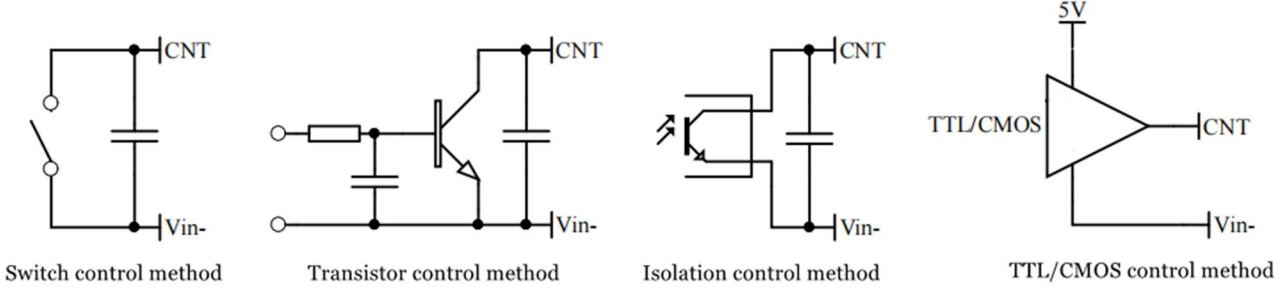 5V
CNT
CNT
CNT
TTL/CMOS
CNT
Vin-
Vin-
Vin-
Vin-
Switch control method
Transistor control method
Isolation control method
TTL/CMOS control method